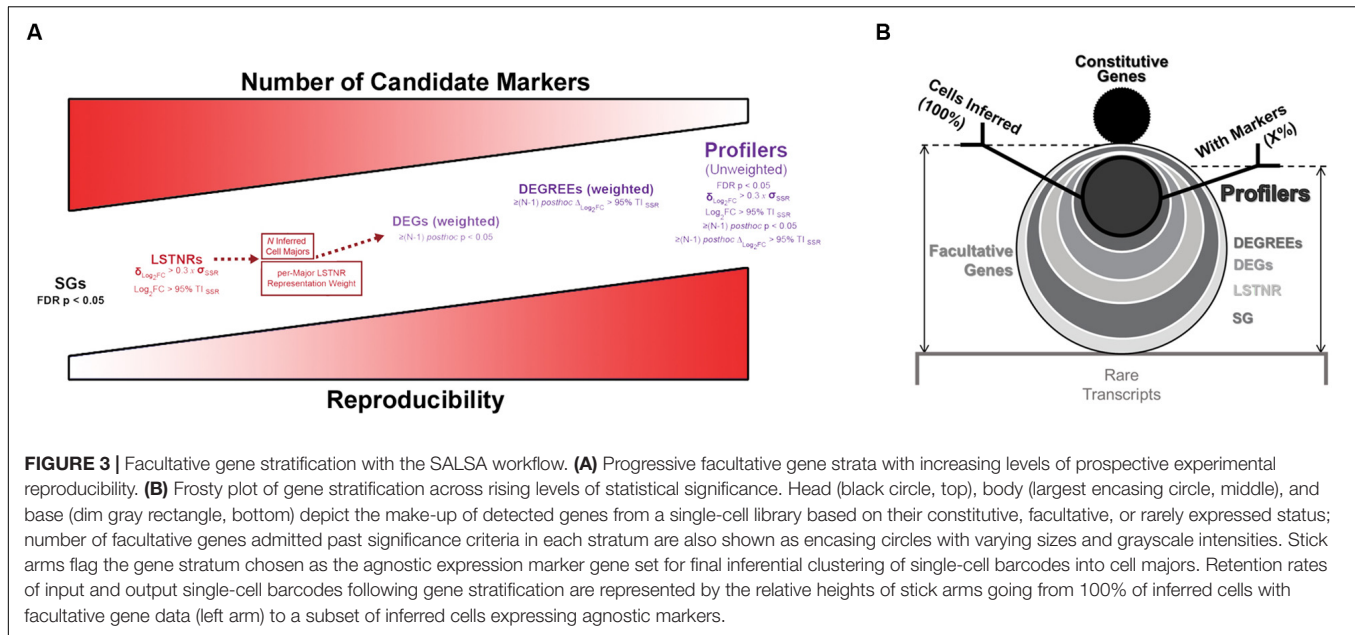 A
Number of Candidate Markers
SGs
FDR p < 0.05
LSTNRs
δLog2FC > 0.3 x σSSR
Log2FC > 95% TI SSR
N Inferred
Cell Majors
per-Major LSTNR
Representation Weight
DEGs (weighted)
≥(N-1) posthoc p < 0.05
DEGREEs (weighted)
≥(N-1) posthoc ΔLog2FC > 95% TI SSR
Profilers
(Unweighted)
FDR p < 0.05
δLog2FC > 0.3 x σSSR
Log2FC > 95% TI SSR
≥(N-1) posthoc p < 0.05
≥(N-1) posthoc ΔLog2FC > 95% TI SSR
Reproducibility
B
Constitutive
Genes
Cells Inferred
(100%)
With Markers
(X%)
Profilers
Facultative
Genes
DEGREEs
DEGs
LSTNR
SG
Rare
Transcripts
FIGURE 3 | Facultative gene stratification with the SALSA workflow. (A) Progressive facultative gene strata with increasing levels of prospective experimental
reproducibility. (B) Frosty plot of gene stratification across rising levels of statistical significance. Head (black circle, top), body (largest encasing circle, middle), and
base (dim gray rectangle, bottom) depict the make-up of detected genes from a single-cell library based on their constitutive, facultative, or rarely expressed status;
number of facultative genes admitted past significance criteria in each stratum are also shown as encasing circles with varying sizes and grayscale intensities. Stick
arms flag the gene stratum chosen as the agnostic expression marker gene set for final inferential clustering of single-cell barcodes into cell majors. Retention rates
of input and output single-cell barcodes following gene stratification are represented by the relative heights of stick arms going from 100% of inferred cells with
facultative gene data (left arm) to a subset of inferred cells expressing agnostic markers.